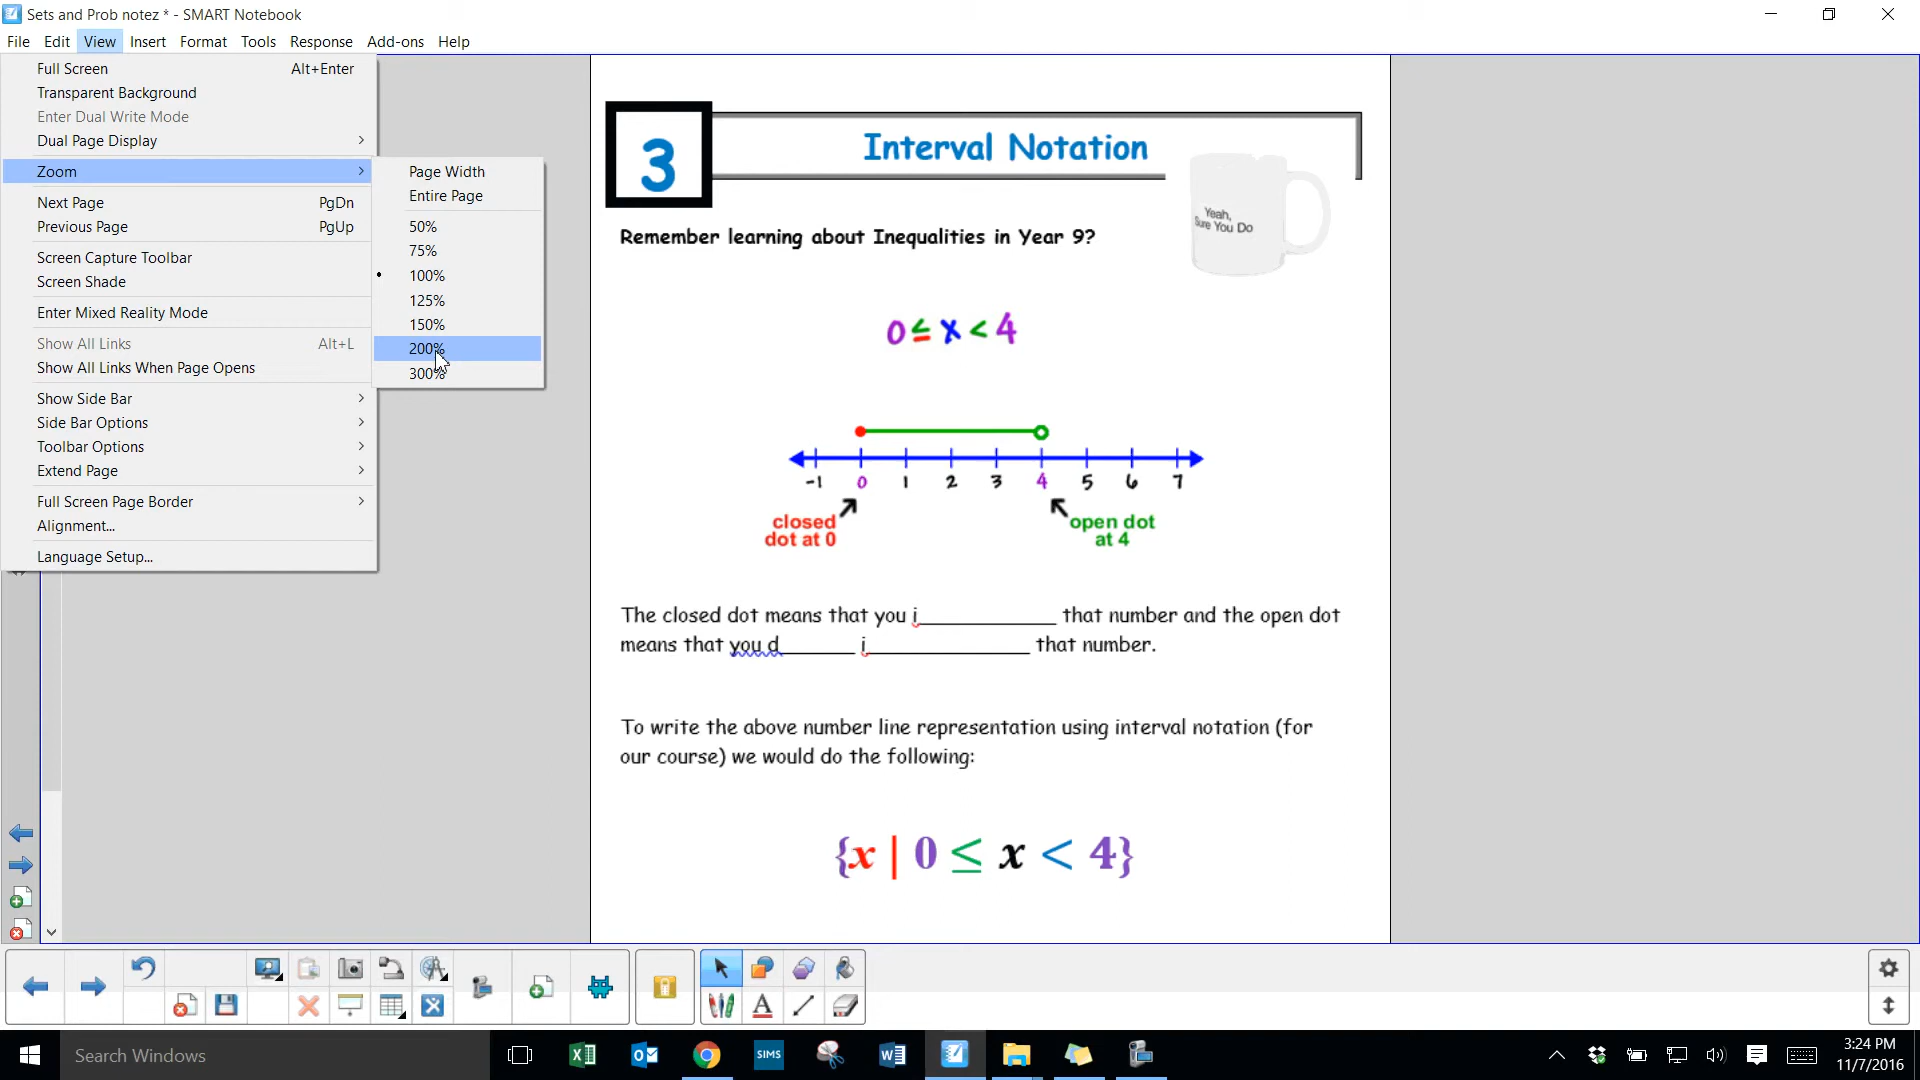 Sets and Prob notez * - SMART Notebook
File Edit View Insert Format Tools Response Add-ons Help
Full Screen Alt+Enter
Transparent Background
Enter Dual Write Mode
Dual Page Display
Zoom
Next Page PgDn
Previous Page PgUp
Screen Capture Toolbar
Screen Shade
Enter Mixed Reality Mode
Show All Links Alt+L
Show All Links When Page Opens
Show Side Bar
Side Bar Options
Toolbar Options
Extend Page
Full Screen Page Border
Alignment...
Language Setup...
Page Width
Entire Page
50%
75%
100%
125%
150%
200%
300%
3
Interval Notation
Yeah,
Sure You Do
Remember learning about Inequalities in Year 9?
0 ≤ x < 4
-1 0 1 2 3 4 5 6 7
closed
dot at 0
open dot
at 4
The closed dot means that you i______________ that number and the open dot
means that you d________ i_________________ that number.
To write the above number line representation using interval notation (for
our course) we would do the following:
{x | 0 ≤ x < 4}
A
Search Windows
SIMS
3:24 PM
11/7/2016